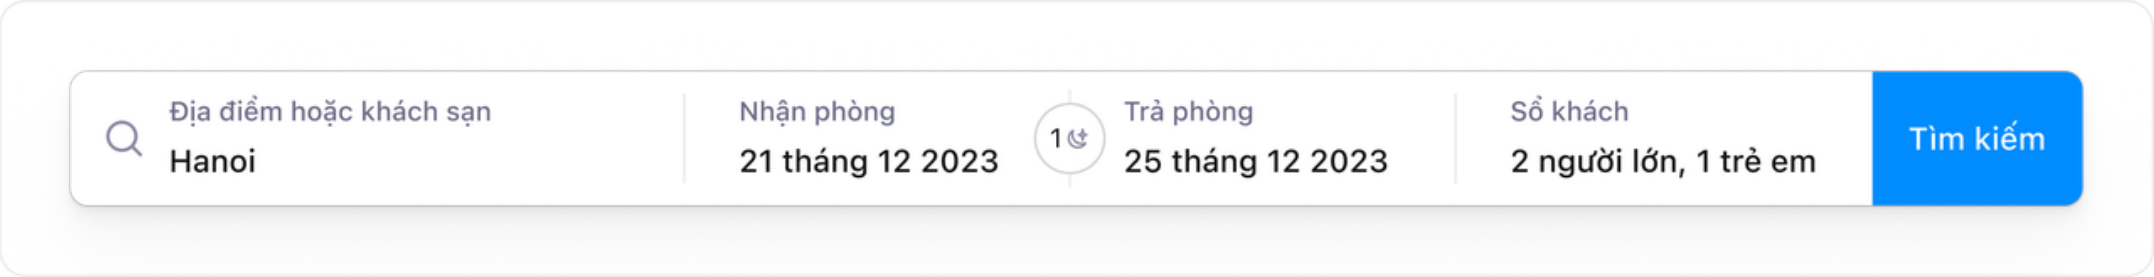 Địa điểm hoặc khách sạn
Hanoi
Nhận phòng
21 tháng 12 2023
1
Trả phòng
25 tháng 12 2023
Số khách
2 người lớn, 1 trẻ em
Tìm kiếm